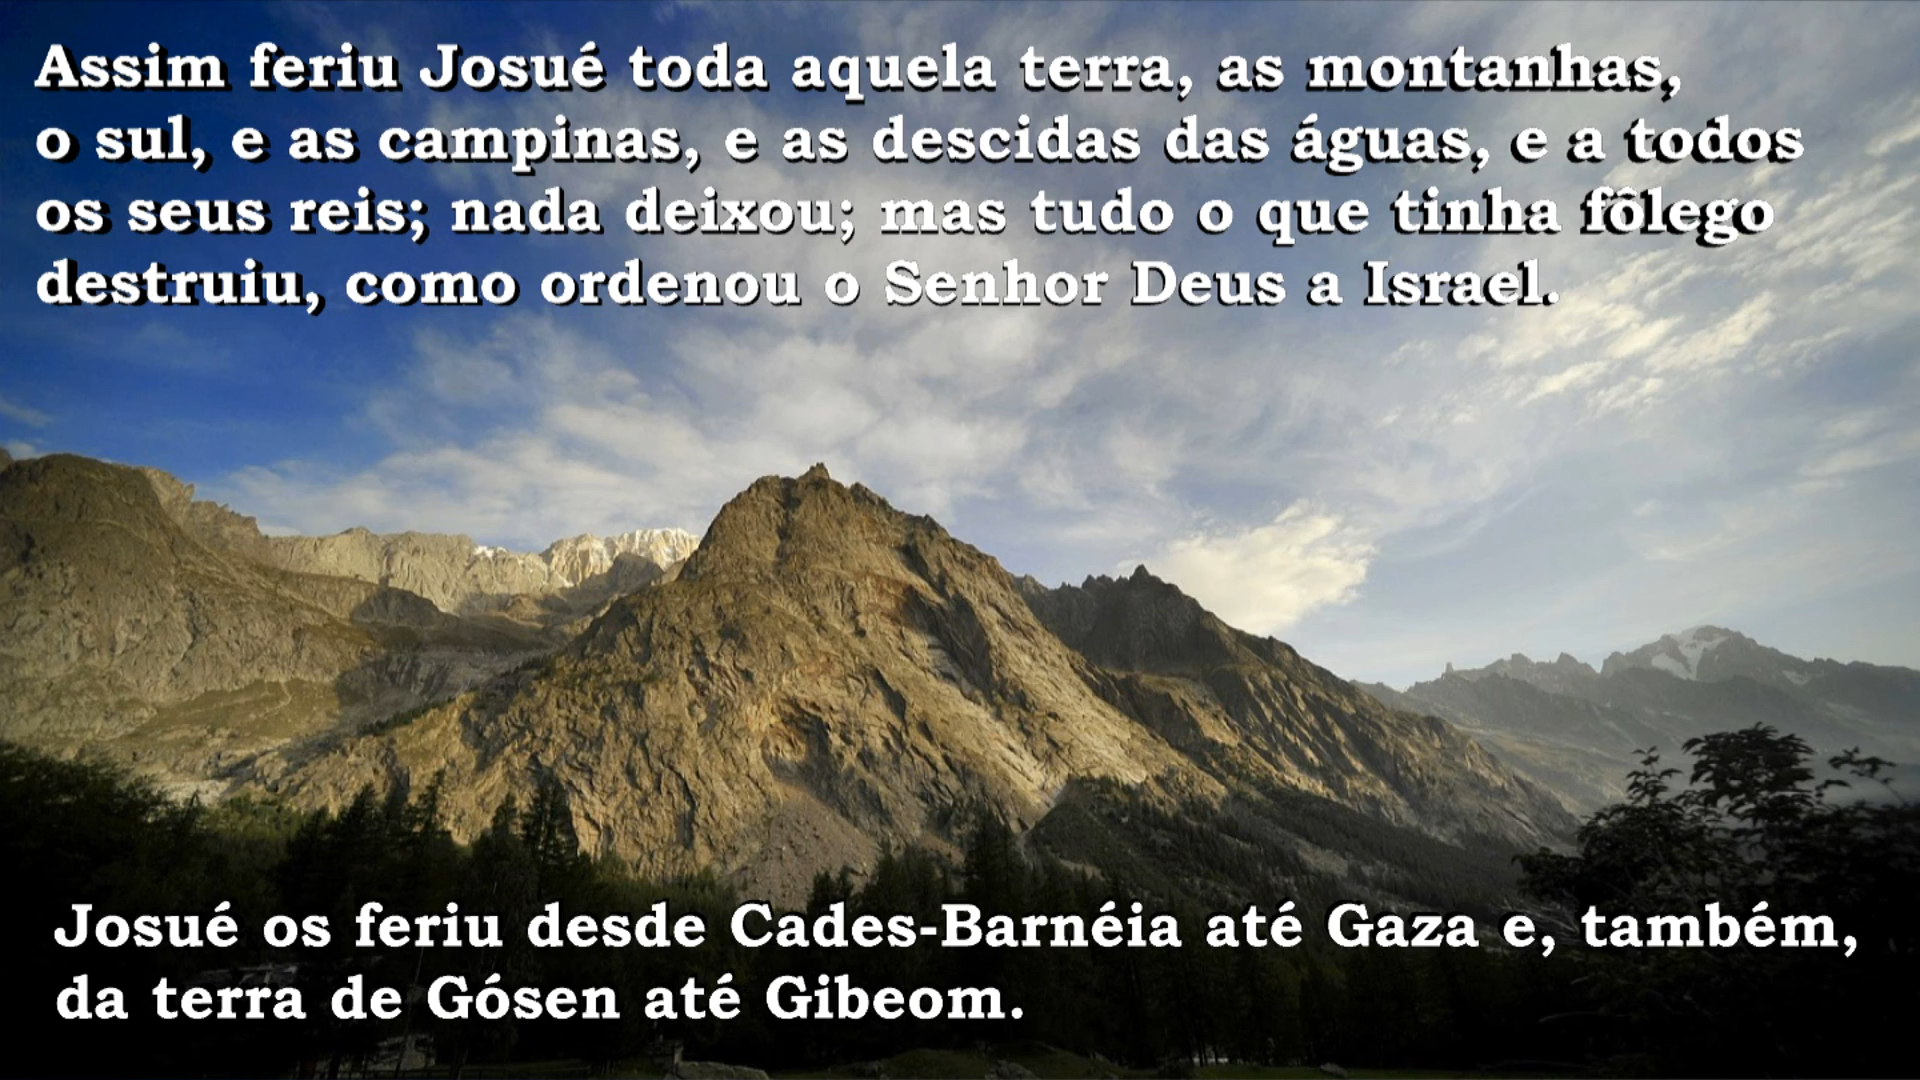 Assim feriu Josué toda aquela terra, as montanhas,
o sul, e as campinas, e as descidas das águas, e a todos
os seus reis; nada deixou; mas tudo o que tinha fôlego
destruiu, como ordenou o Senhor Deus a Israel.
Josué os feriu desde Cades-Barnéia até Gaza e, também,
da terra de Gósen até Gibeom.